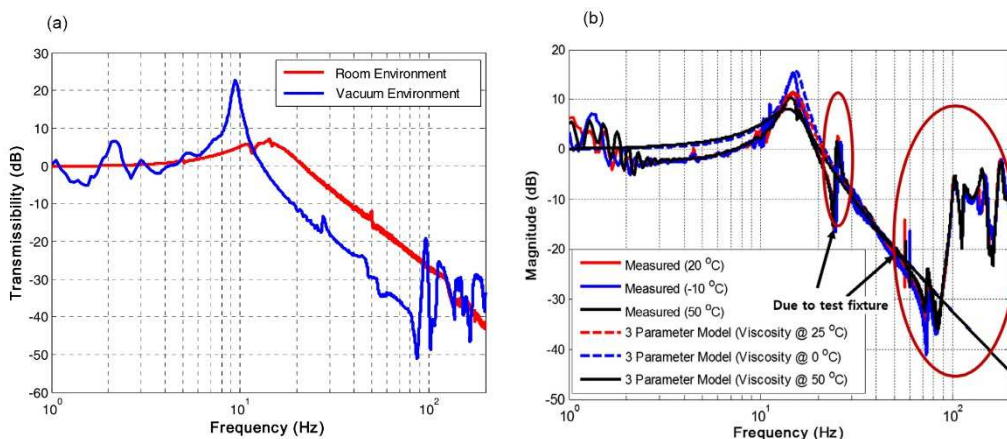 (a)
30
20
10
0
-10
-20
-30
-40
-50
-60
Transmissibility (dB)
Room Environment
Vacuum Environment
10^0
10^1
10^2
Frequency (Hz)
(b)
40
30
20
10
0
-10
-20
-30
-40
-50
Magnitude (dB)
Measured (20 °C)
Measured (-10 °C)
Measured (50 °C)
3 Parameter Model (Viscosity @ 25 °C)
3 Parameter Model (Viscosity @ 0 °C)
3 Parameter Model (Viscosity @ 50 °C)
Due to test fixture
10^0
10^1
10^2
Frequency (Hz)